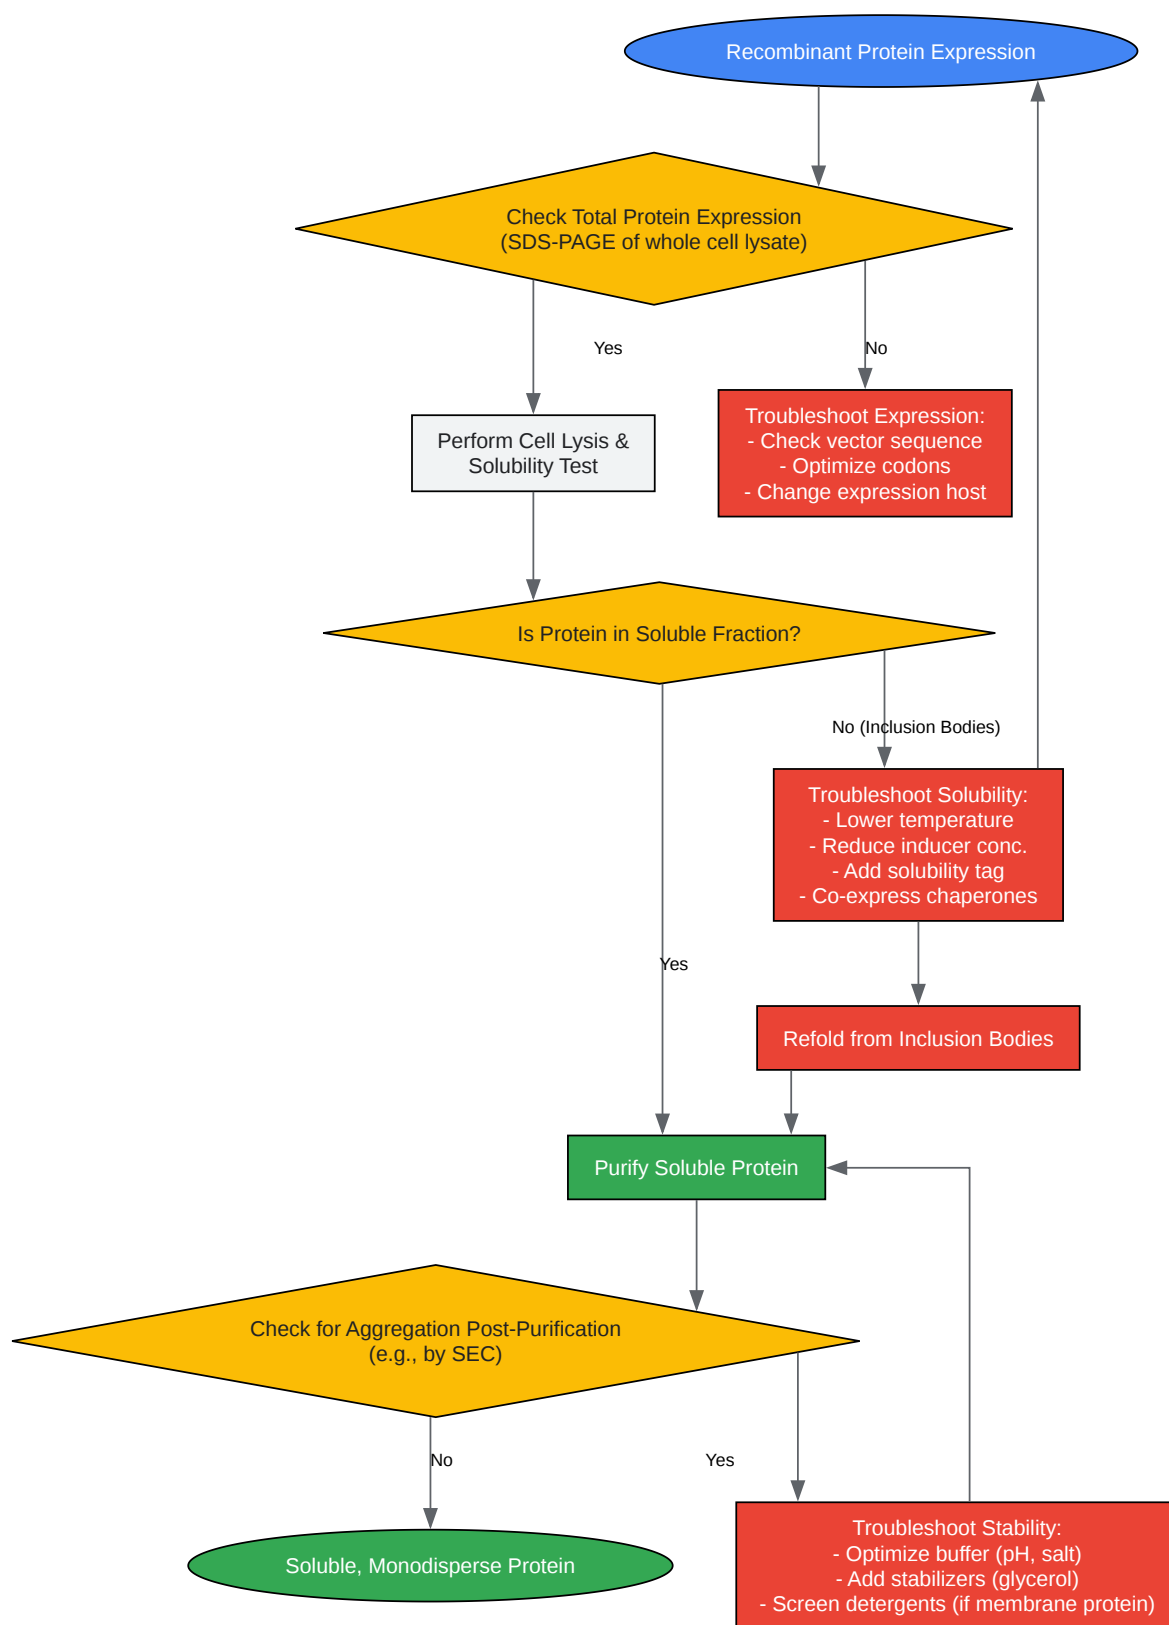 Recombinant Protein Expression
Check Total Protein Expression
(SDS-PAGE of whole cell lysate)
Yes
No
Perform Cell Lysis &
Solubility Test
Troubleshoot Expression:
- Check vector sequence
- Optimize codons
- Change expression host
Is Protein in Soluble Fraction?
No (Inclusion Bodies)
Troubleshoot Solubility:
- Lower temperature
- Reduce inducer conc.
- Add solubility tag
- Co-express chaperones
Yes
Refold from Inclusion Bodies
Purify Soluble Protein
Check for Aggregation Post-Purification
(e.g., by SEC)
No
Yes
Soluble, Monodisperse Protein
Troubleshoot Stability:
- Optimize buffer (pH, salt)
- Add stabilizers (glycerol)
- Screen detergents (if membrane protein)